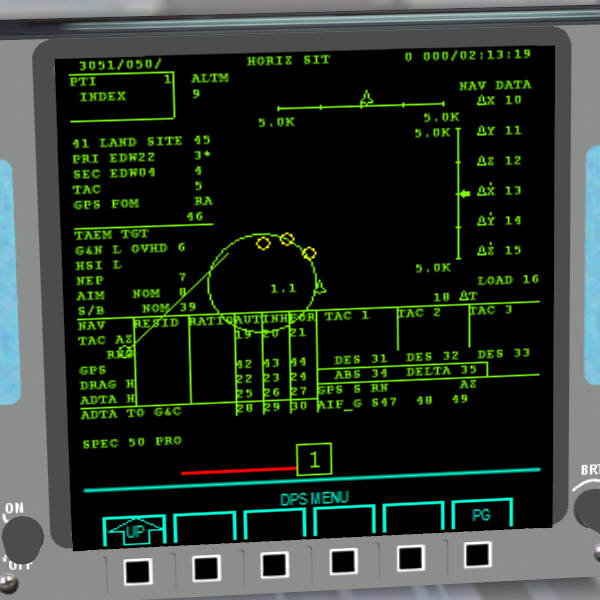 3051/050/ HORIZ SIT 0 000/02:13:19
PTI 1 ALTM NAV DATA
INDEX 9 ΔX 10
5.0K 5.0K
5.0K ΔY 11
41 LAND SITE 45
PRI EDW22 3* ΔZ 12
SEC EDW04 4
TAC 5 ΔẊ 13
GPS FOM RA
46 ΔẎ 14
TAEM TGT
G&N L OVHD 6 ΔŻ 15
HSI L 5.0K
NEP 7 LOAD 16
AIM NOM 8 1.1
S/B NOM 39 18 ΔT
NAV RESID RATIO AUT INH FOR TAC 1 TAC 2 TAC 3
TAC AZ 19 20 21
RNG DES 31 DES 32 DES 33
GPS 42 43 44 ABS 34 DELTA 35
DRAG H 22 23 24 GPS S RN AZ
ADTA H 25 26 27 AIF_G S47 48 49
ADTA TO G&C 28 29 30
SPEC 50 PRO
1
DPS MENU
UP PG
ON
OFF
BRT